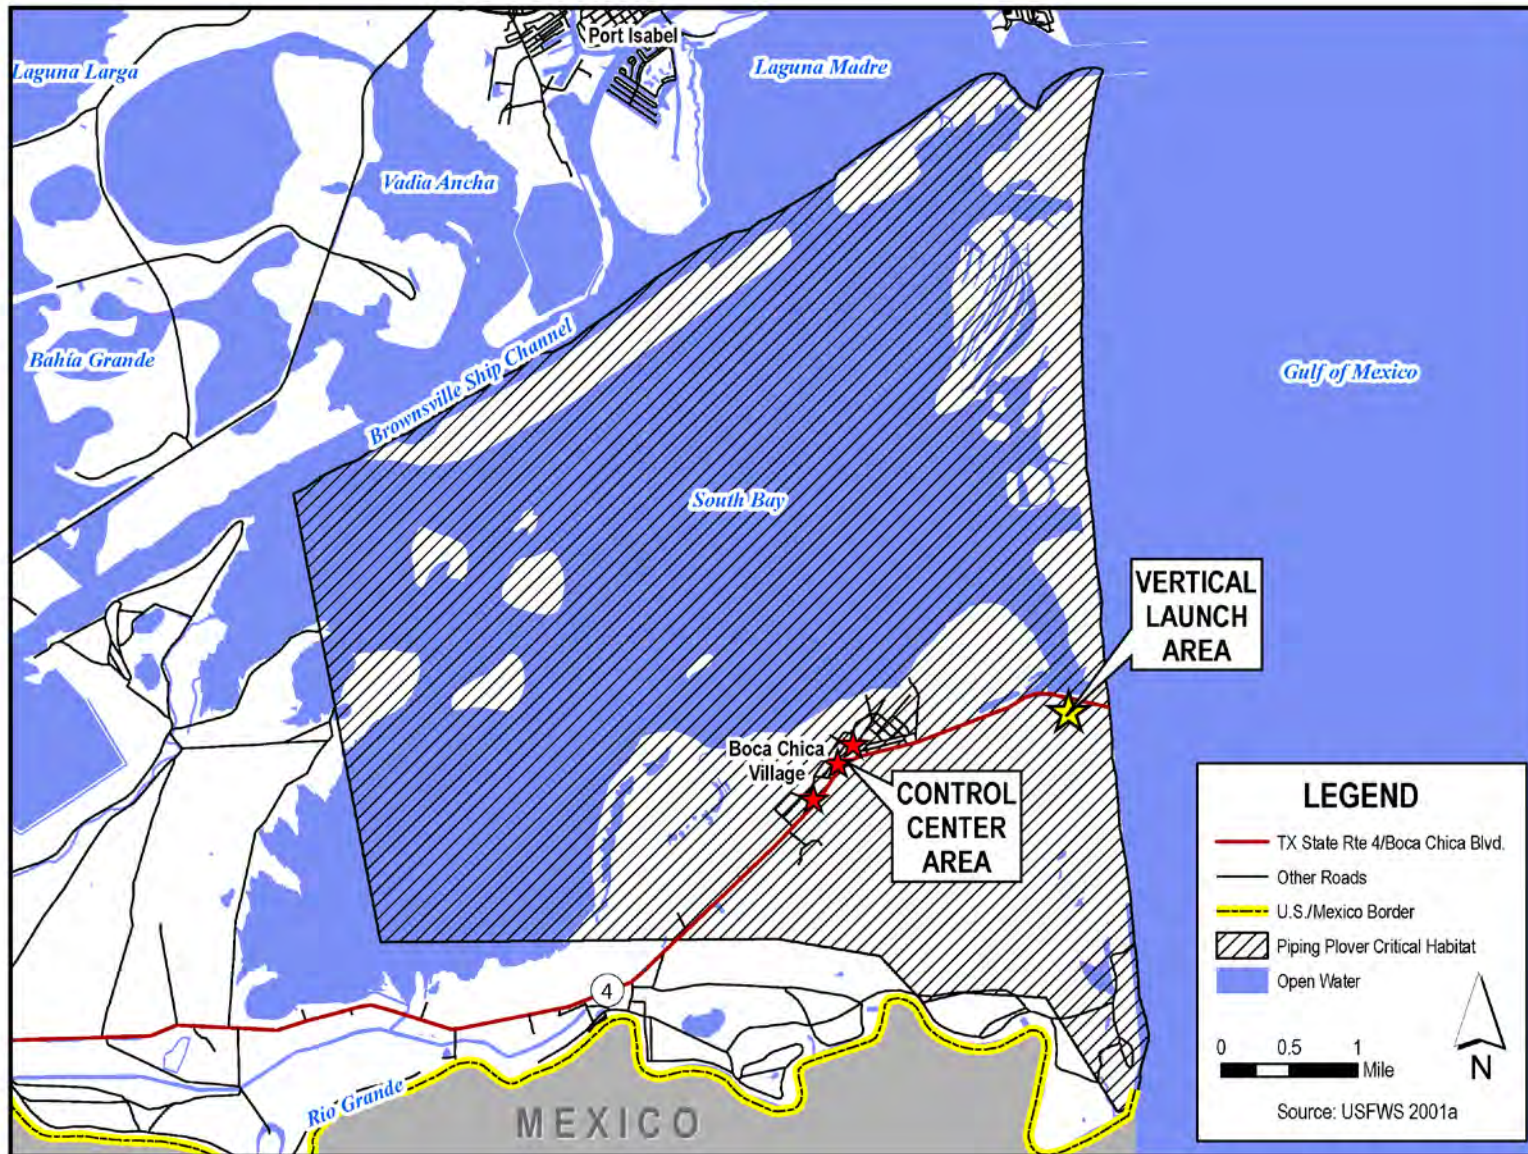 Port Isabel
Laguna Larga
Laguna Madre
Vadia Ancha
Bahía Grande
Brownsville Ship Channel
Gulf of Mexico
South Bay
VERTICAL
LAUNCH
AREA
Boca Chica
Village
CONTROL
CENTER
AREA
4
Rio Grande
MEXICO
LEGEND
TX State Rte 4/Boca Chica Blvd.
Other Roads
U.S./Mexico Border
Piping Plover Critical Habitat
Open Water
0 0.5 1
Mile
N
Source: USFWS 2001a